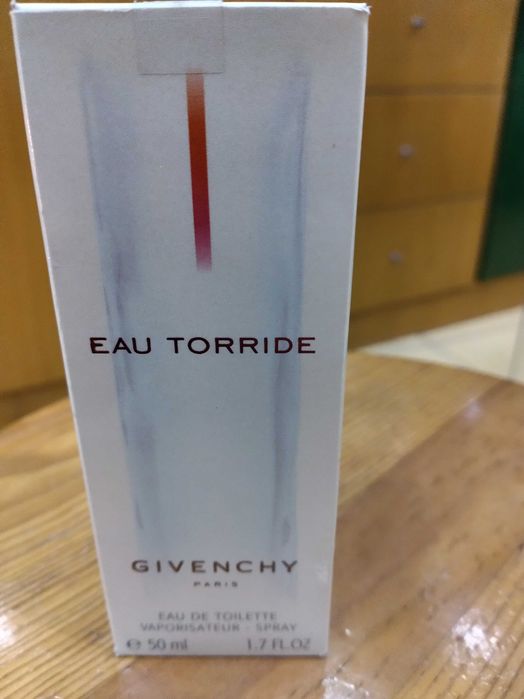 EAU TORRIDE
GIVENCHY
PARIS
EAU DE TOILETTE
VAPORISATEUR - SPRAY
e 50 ml 1.7 FL.OZ